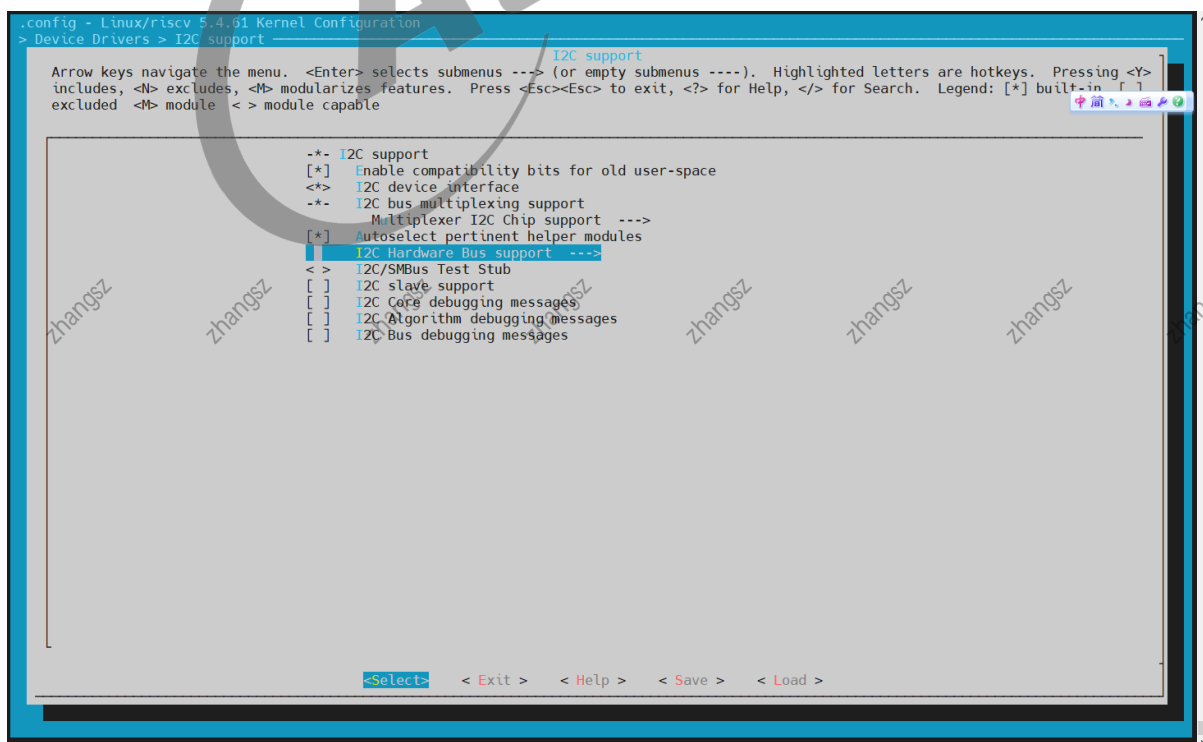 .config - Linux/riscv 5.4.61 Kernel Configuration
> Device Drivers > I2C support
I2C support
Arrow keys navigate the menu.  <Enter> selects submenus ---> (or empty submenus ----).  Highlighted letters are hotkeys.  Pressing <Y>
includes, <N> excludes, <M> modularizes features.  Press <Esc><Esc> to exit, <?> for Help, </> for Search.  Legend: [*] built-in  [ ]
excluded  <M> module  < > module capable
中 简
-*- I2C support
[*]   Enable compatibility bits for old user-space
<*>   I2C device interface
-*-   I2C bus multiplexing support
Multiplexer I2C Chip support  --->
[*]   Autoselect pertinent helper modules
I2C Hardware Bus support  --->
< >   I2C/SMBus Test Stub
[ ]   I2C slave support
[ ]   I2C Core debugging messages
[ ]   I2C Algorithm debugging messages
[ ]   I2C Bus debugging messages
zhangsz zhangsz zhangsz zhangsz zhangsz zhangsz zhangsz
<Select>    < Exit >    < Help >    < Save >    < Load >